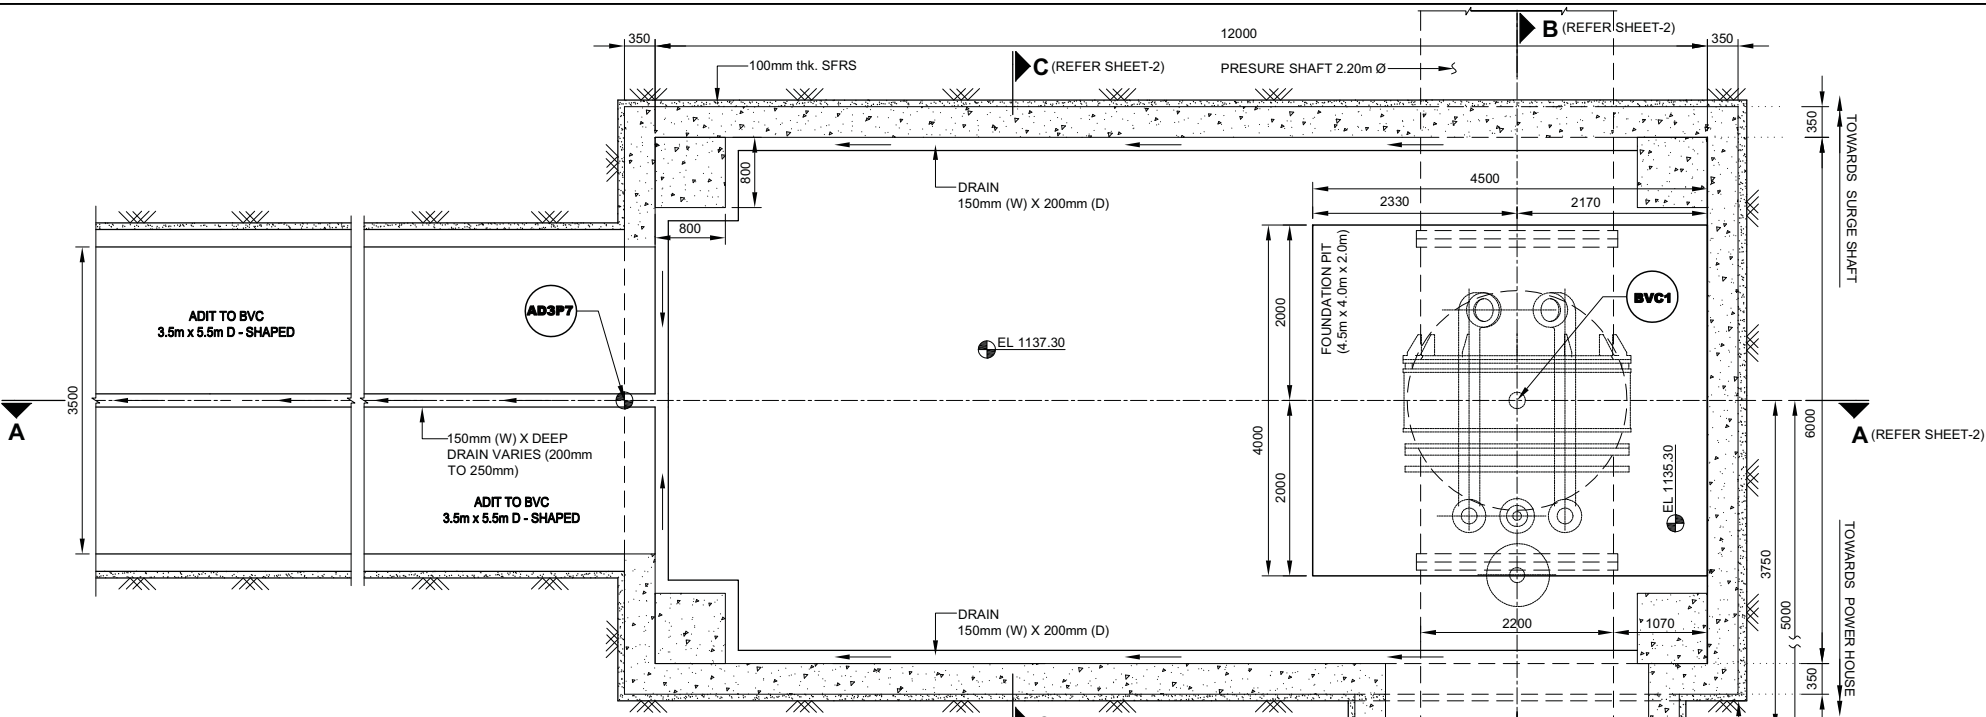 B (REFER SHEET-2)
350
12000
350
100mm thk. SFRS
C (REFER SHEET-2)
PRESURE SHAFT 2.20m Ø
350
TOWARDS SURGE SHAFT
800
DRAIN
150mm (W) X 200mm (D)
4500
2330
2170
800
FOUNDATION PIT
(4.5m x 4.0m x 2.0m)
ADIT TO BVC
3.5m x 5.5m D - SHAPED
AD3P7
BVC1
2000
EL 1137.30
3500
A
A (REFER SHEET-2)
6000
150mm (W) X DEEP
DRAIN VARIES (200mm
TO 250mm)
4000
2000
EL 1135.30
ADIT TO BVC
3.5m x 5.5m D - SHAPED
3750
5000
TOWARDS POWER HOUSE
DRAIN
150mm (W) X 200mm (D)
2200
1070
350